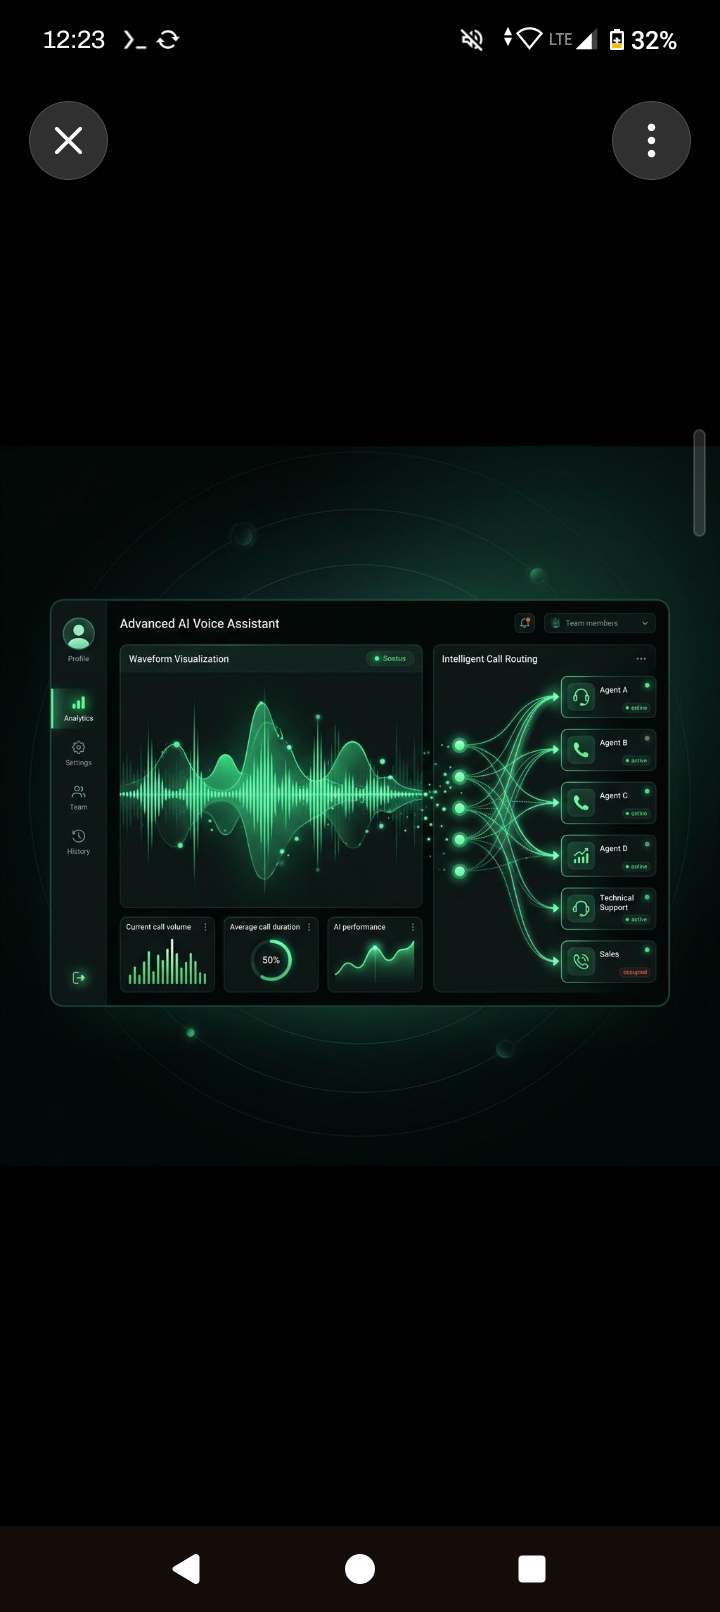 12:23
LTE
32%
Advanced AI Voice Assistant
Team members
Profile
Analytics
Settings
Team
History
Waveform Visualization
Sostus
Intelligent Call Routing
Agent A
online
Agent B
active
Agent C
online
Agent D
online
Technical
Support
active
Sales
occupied
Current call volume
Average call duration
50%
AI performance